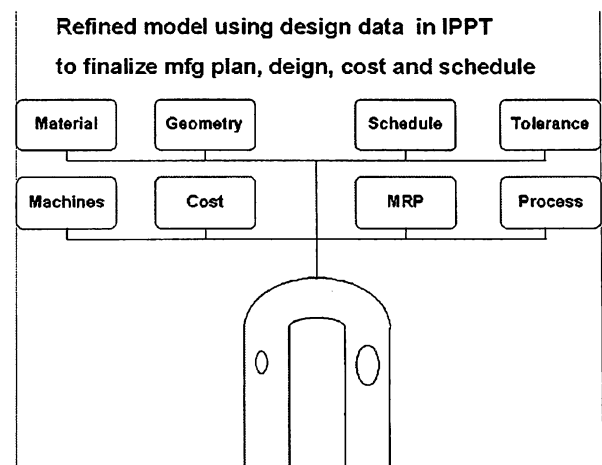 Refined model using design data in IPPT
to finalize mfg plan, deign, cost and schedule
Material Geometry Schedule Tolerance
Machines Cost MRP Process